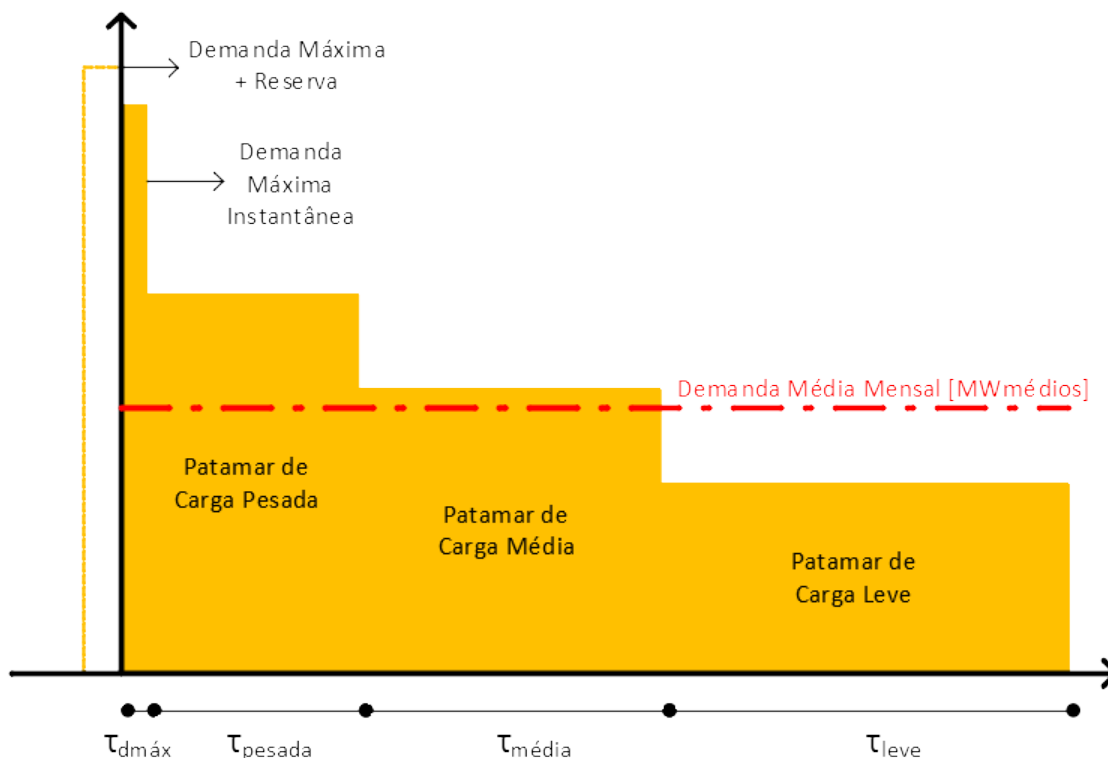 Demanda Máxima
+ Reserva
Demanda
Máxima
Instantânea
Demanda Média Mensal [MWmédios]
Patamar de
Carga Pesada
Patamar de
Carga Média
Patamar de
Carga Leve
τdmáx
τpesada
τmédia
τleve